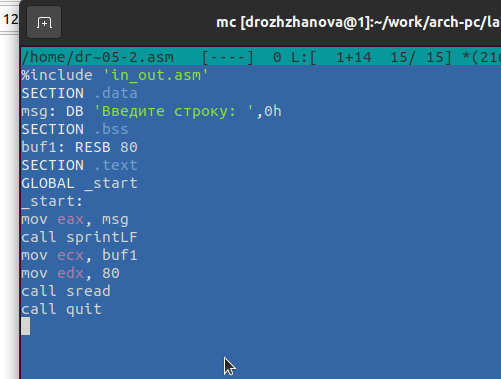 12
mc [drozhzhanova@1]:~/work/arch-pc/la
/home/dr~05-2.asm   [----]  0 L:[  1+14  15/ 15] *(216
%include 'in_out.asm'
SECTION .data
msg: DB 'Введите строку: ',0h
SECTION .bss
buf1: RESB 80
SECTION .text
GLOBAL _start
_start:
mov eax, msg
call sprintLF
mov ecx, buf1
mov edx, 80
call sread
call quit